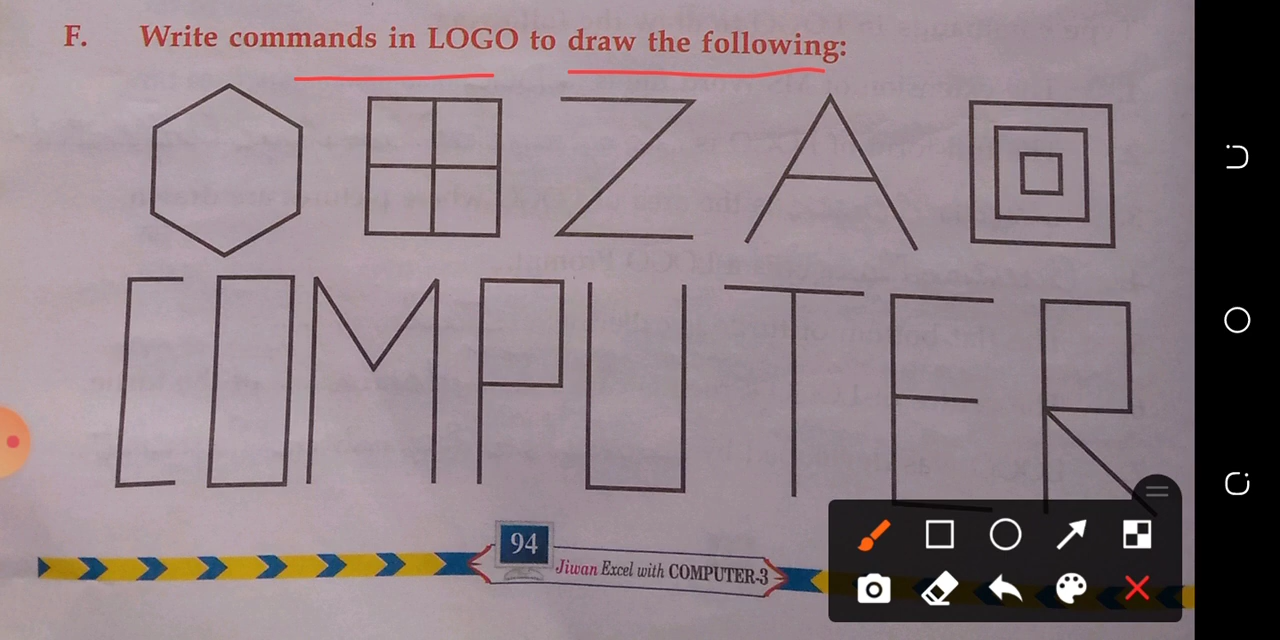 F. Write commands in LOGO to draw the following:
Z A
COMPUTER
94
Jiwan Excel with COMPUTER-3